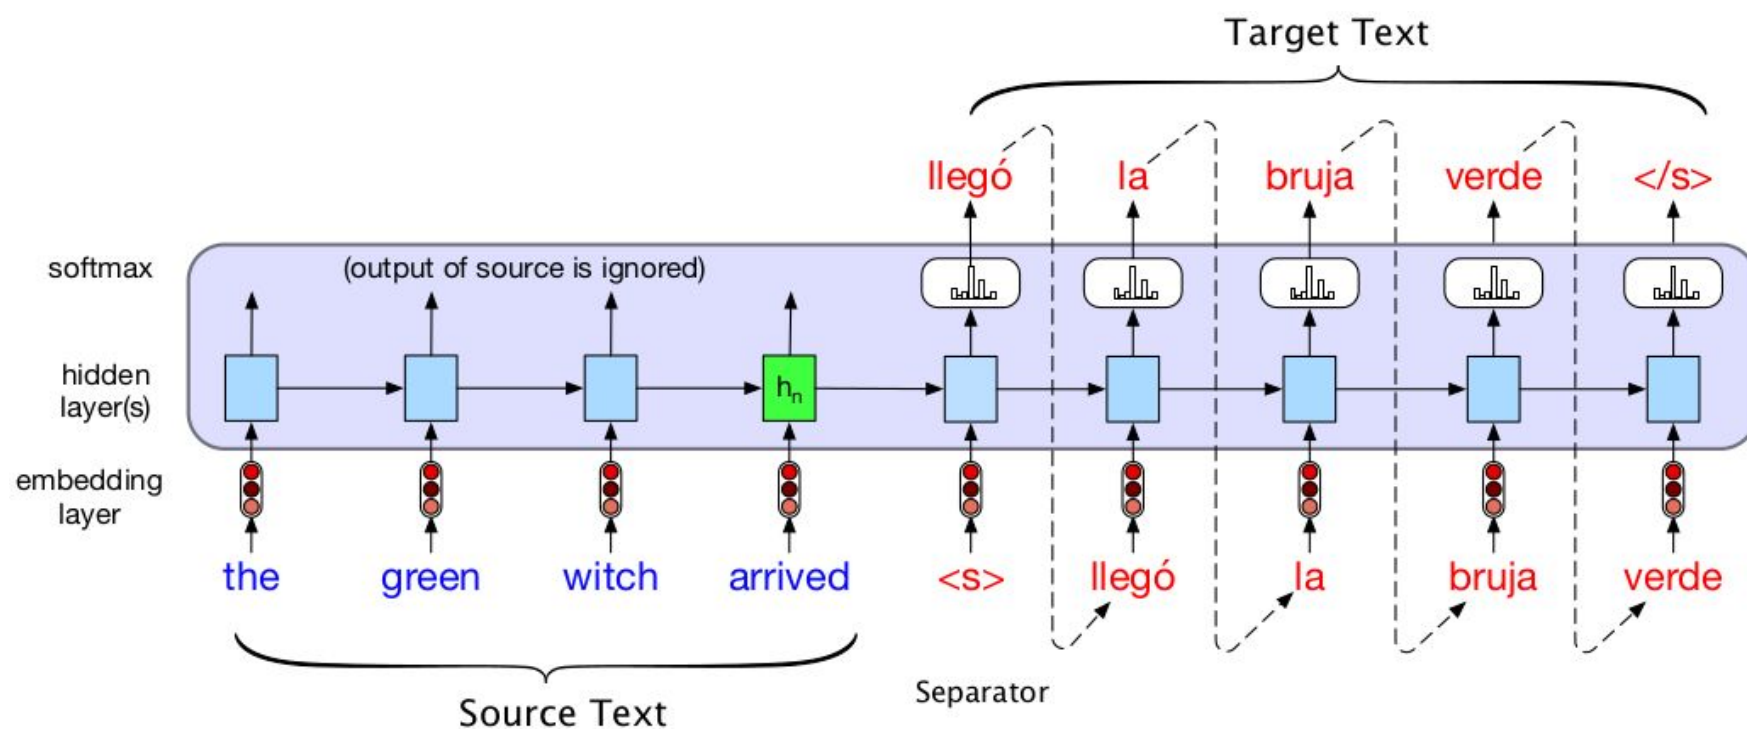 Target Text
llegó la bruja verde </s>
softmax (output of source is ignored)
hidden
layer(s)
hn
embedding
layer
the green witch arrived <s> llegó la bruja verde
Separator
Source Text